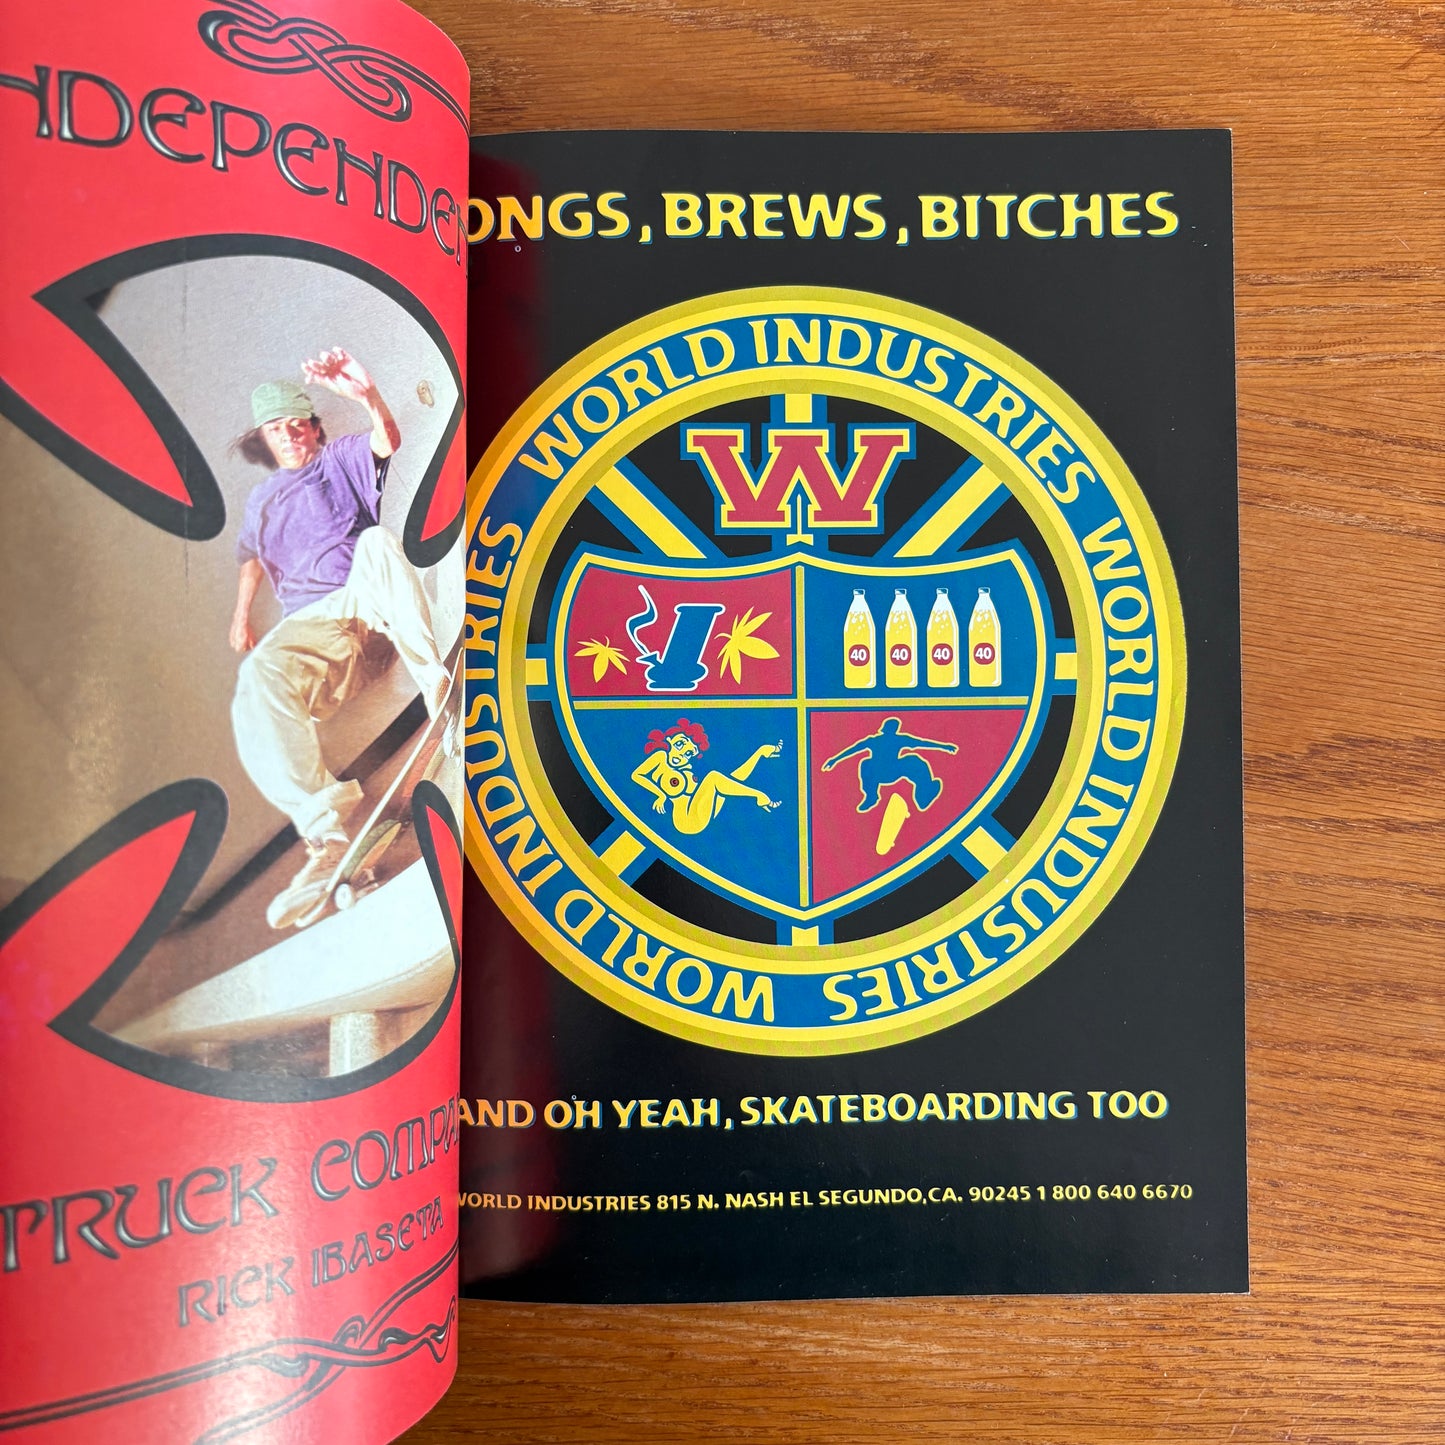 NDEPENDEN
TRUCK COMPA
RICK IBASETA
ONGS, BREWS, BITCHES
WORLD INDUSTRIES WORLD INDUSTRIES WORLD INDUSTRIES WORLD INDUSTRIES
W
40 40 40 40
AND OH YEAH, SKATEBOARDING TOO
WORLD INDUSTRIES 815 N. NASH EL SEGUNDO, CA. 90245 1 800 640 6670